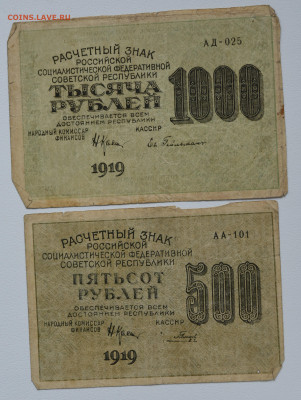 COINS.LAVE.RU
РАСЧЕТНЫЙ ЗНАК
АД-025
РОССИЙСКОЙ
СОЦИАЛИСТИЧЕСКОЙ ФЕДЕРАТИВНОЙ
СОВЕТСКОЙ РЕСПУБЛИКИ
ТЫСЯЧА
РУБЛЕЙ
1000
ОБЕСПЕЧИВАЕТСЯ ВСЕМ
ДОСТОЯНИЕМ РЕСПУБЛИКИ
НАРОДНЫЙ КОМИССАР
ФИНАНСОВ
КАССИР
1919
РАСЧЕТНЫЙ ЗНАК
АА-101
РОССИЙСКОЙ
СОЦИАЛИСТИЧЕСКОЙ ФЕДЕРАТИВНОЙ
СОВЕТСКОЙ РЕСПУБЛИКИ
ПЯТЬСОТ
РУБЛЕЙ
500
ОБЕСПЕЧИВАЕТСЯ ВСЕМ
ДОСТОЯНИЕМ РЕСПУБЛИКИ
НАРОДНЫЙ КОМИССАР
ФИНАНСОВ
КАССИР
1919